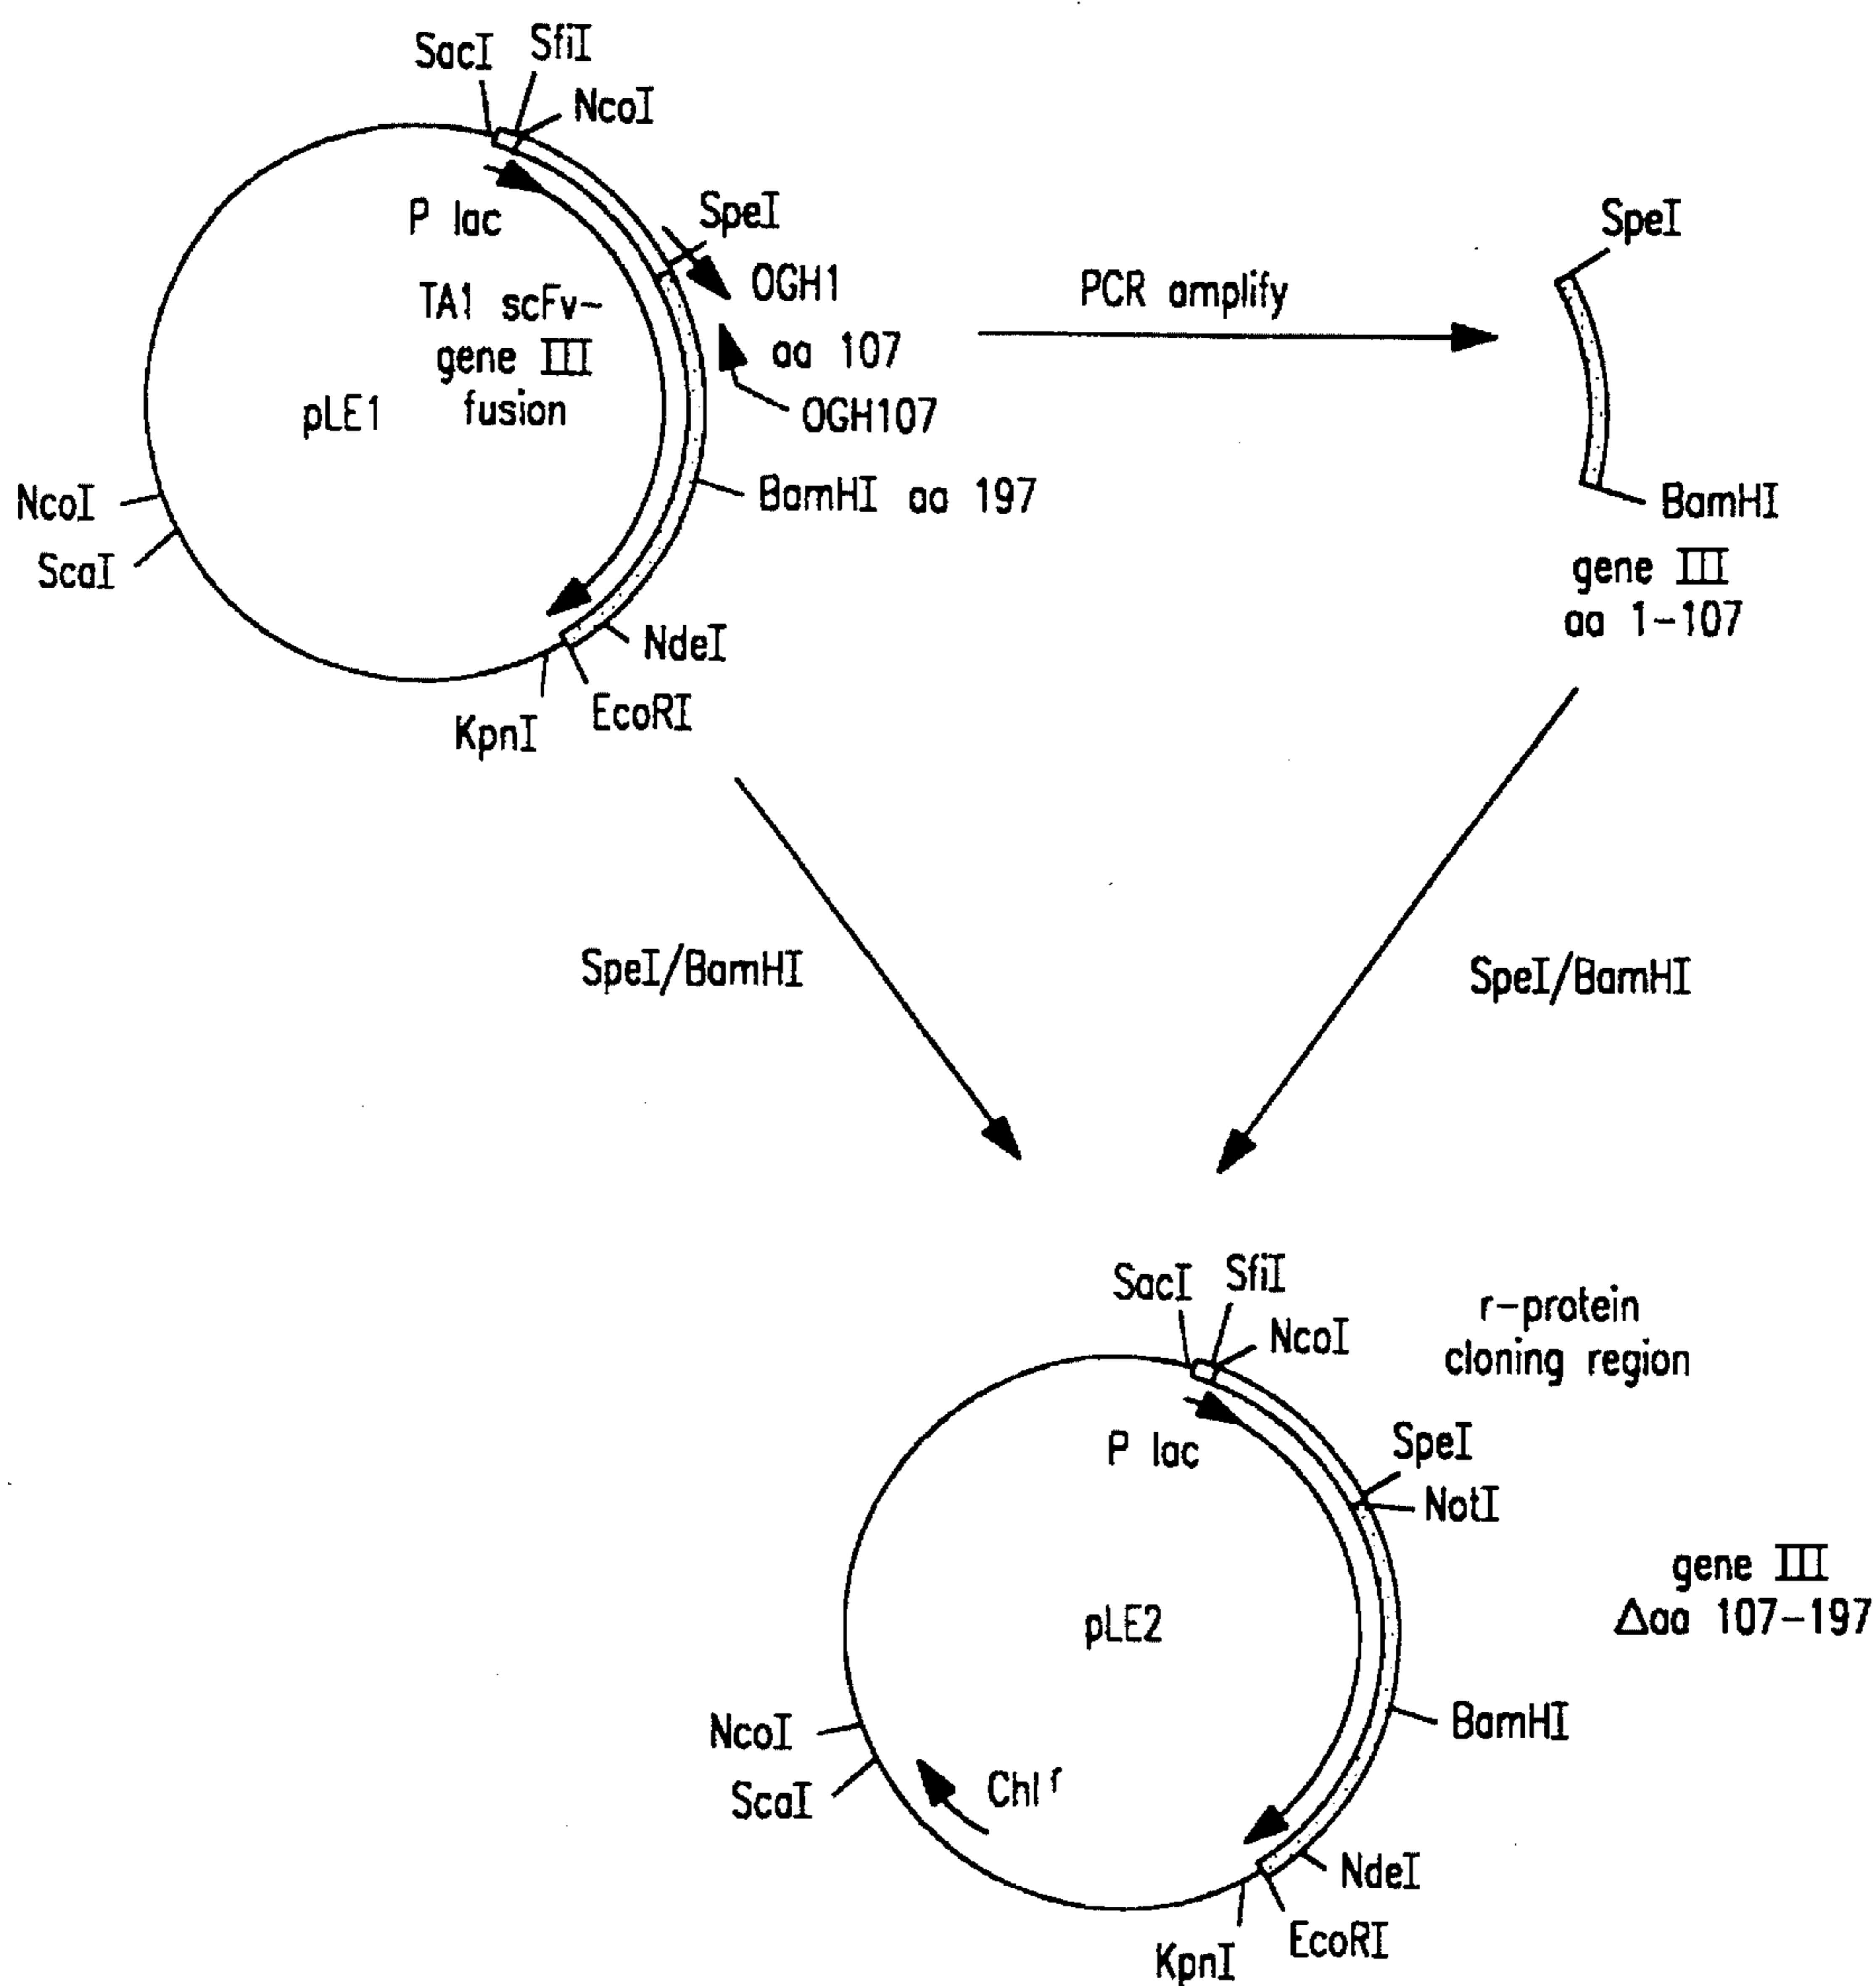 SacI
SfiI
NcoI
P lac
SpeI
OGH1
TA1 scFv-
gene III
fusion
aa 107
OGH107
pLE1
BamHI aa 197
NcoI
ScaI
NdeI
EcoRI
KpnI
PCR amplify
SpeI
BamHI
gene III
aa 1-107
SpeI/BamHI
SpeI/BamHI
SacI
SfiI
NcoI
r-protein
cloning region
P lac
SpeI
NotI
gene III
Δaa 107-197
pLE2
BamHI
NcoI
ScaI
Chl r
NdeI
EcoRI
KpnI